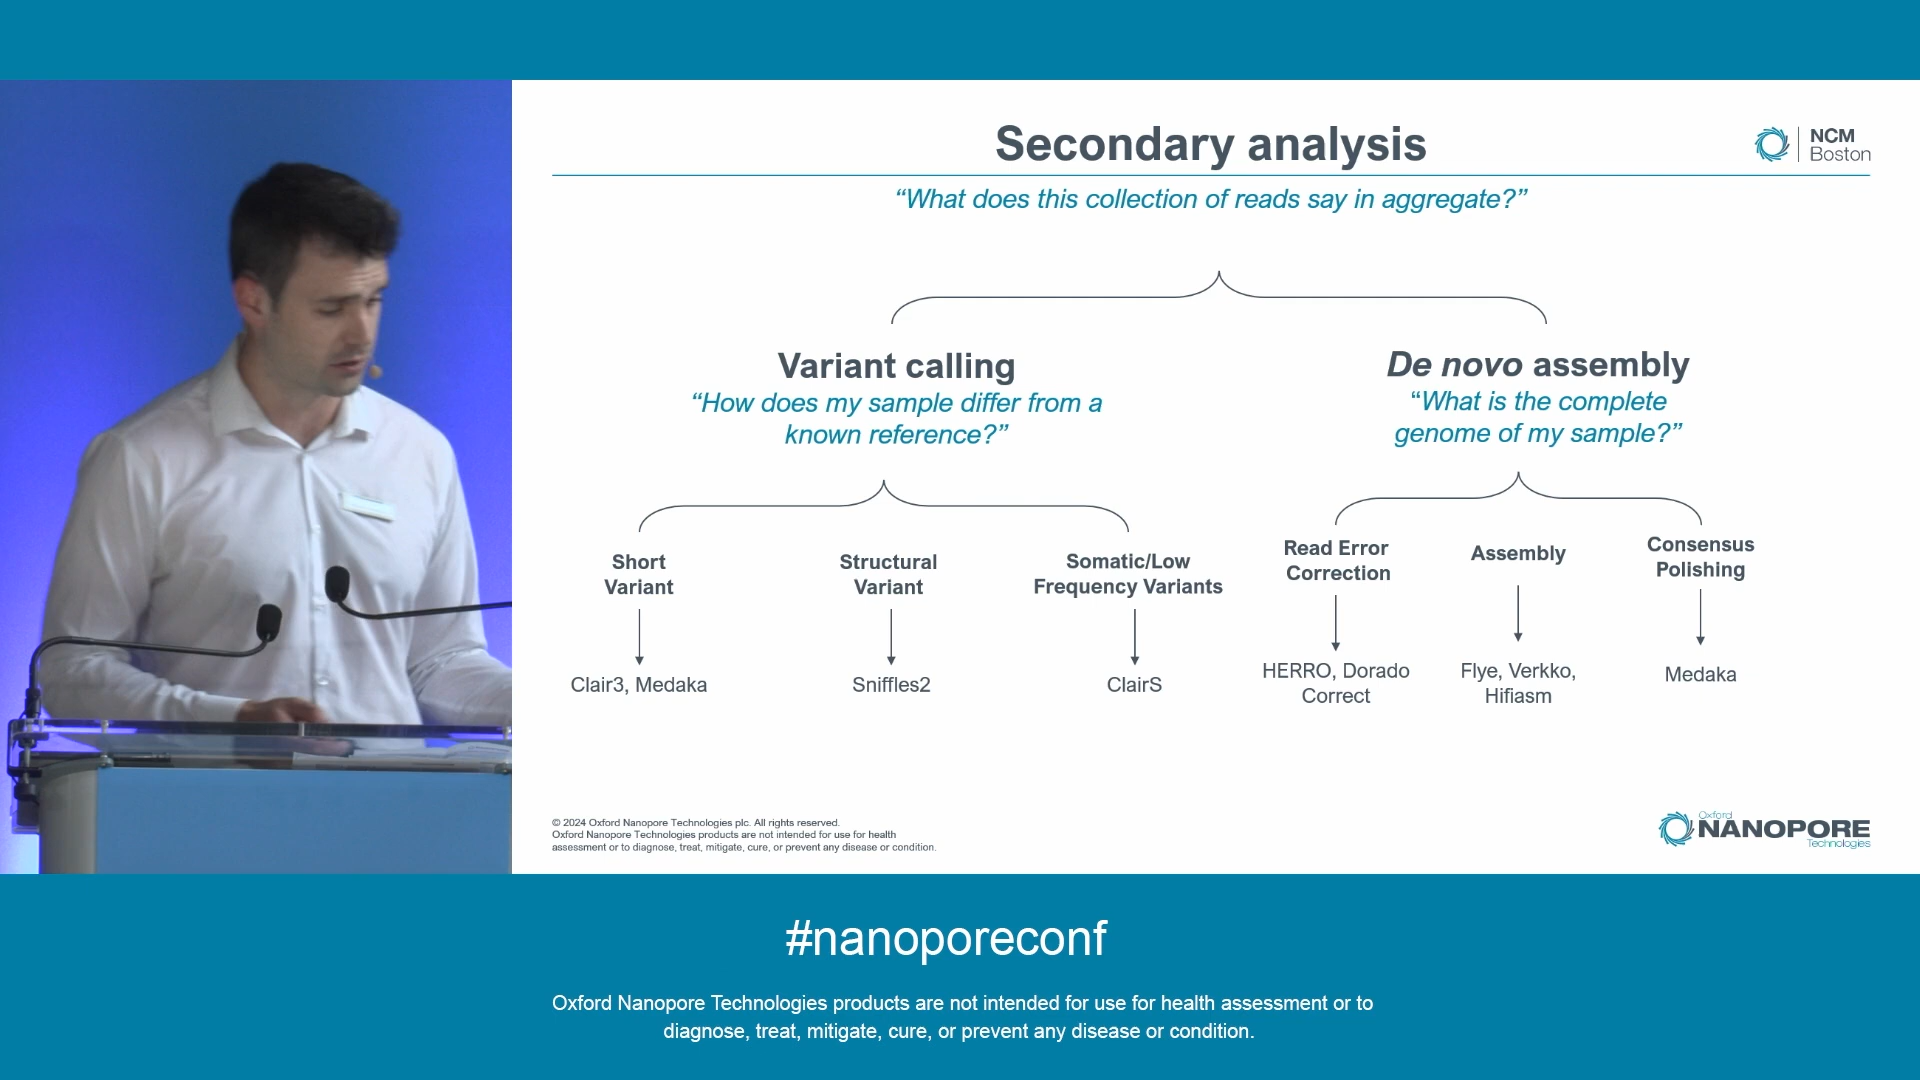 Secondary analysis
NCM
Boston
“What does this collection of reads say in aggregate?”
Variant calling
“How does my sample differ from a
known reference?”
De novo assembly
“What is the complete
genome of my sample?”
Short
Variant
Structural
Variant
Somatic/Low
Frequency Variants
Read Error
Correction
Assembly
Consensus
Polishing
Clair3, Medaka
Sniffles2
ClairS
HERRO, Dorado
Correct
Flye, Verkko,
Hifiasm
Medaka
© 2024 Oxford Nanopore Technologies plc. All rights reserved.
Oxford Nanopore Technologies products are not intended for use for health
assessment or to diagnose, treat, mitigate, cure, or prevent any disease or condition.
Oxford
NANOPORE
Technologies
#nanoporeconf
Oxford Nanopore Technologies products are not intended for use for health assessment or to
diagnose, treat, mitigate, cure, or prevent any disease or condition.